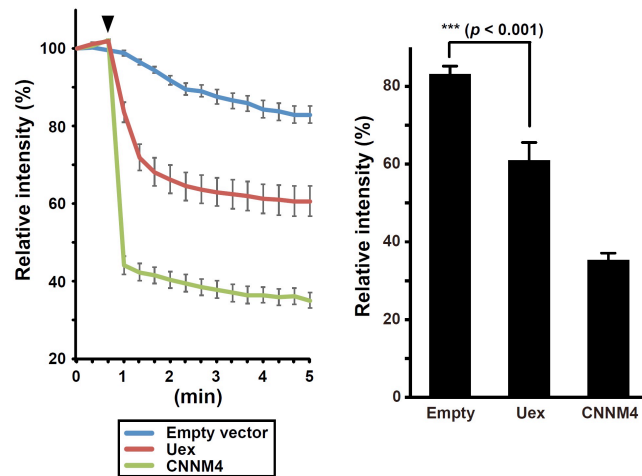 Relative intensity (%)
100
80
60
40
20
0 1 2 3 4 5
(min)
Empty vector
Uex
CNNM4
*** (p < 0.001)
Relative intensity (%)
80
60
40
20
0
Empty Uex CNNM4